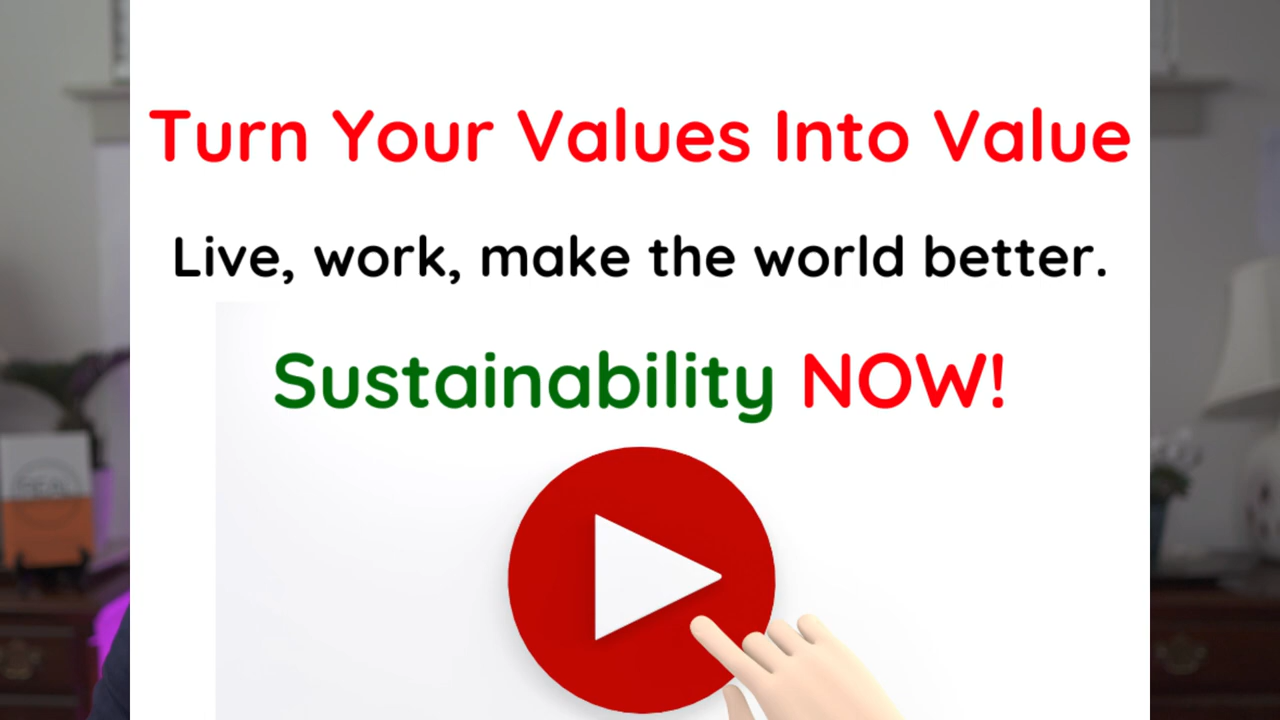 Turn Your Values Into Value
Live, work, make the world better.
Sustainability NOW!